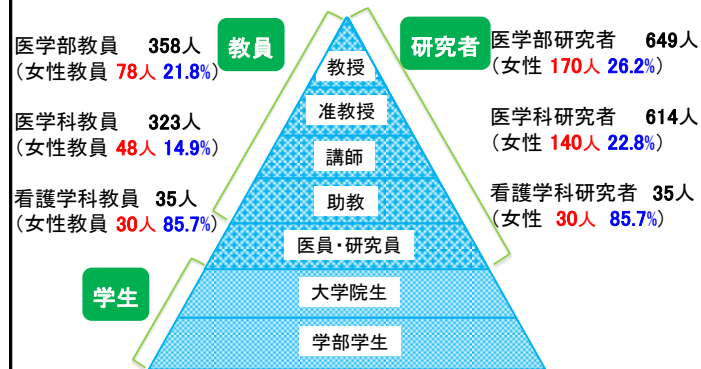 教員
医学部教員 358人
(女性教員 78人 21.8%)
医学科教員 323人
(女性教員 48人 14.9%)
看護学科教員 35人
(女性教員 30人 85.7%)
研究者
医学部研究者 649人
(女性 170人 26.2%)
医学科研究者 614人
(女性 140人 22.8%)
看護学科研究者 35人
(女性 30人 85.7%)
教授
准教授
講師
助教
医員・研究員
学生
大学院生
学部学生